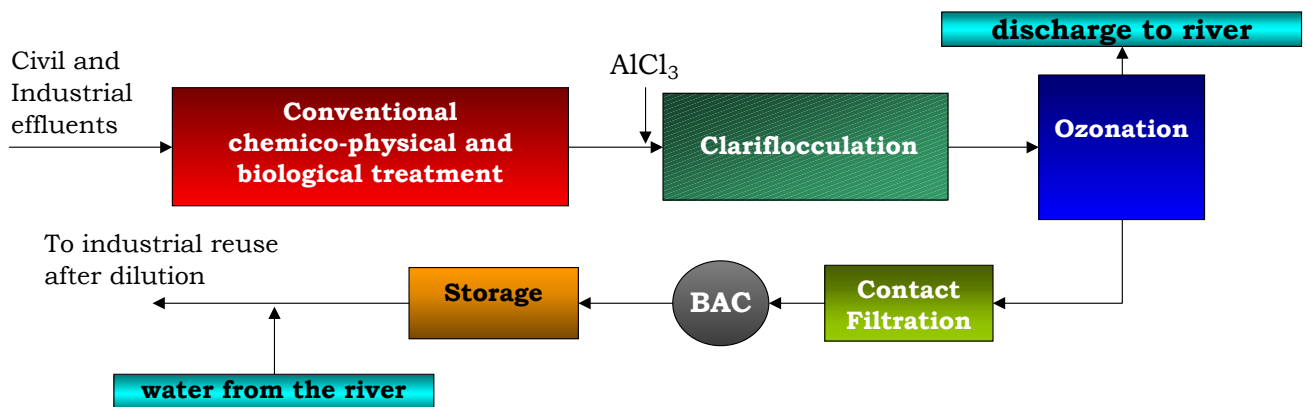 discharge to river
Civil and
Industrial
effluents
AlCl₃
Conventional
chemico-physical and
biological treatment
Clariflocculation
Ozonation
To industrial reuse
after dilution
Storage
BAC
Contact
Filtration
water from the river